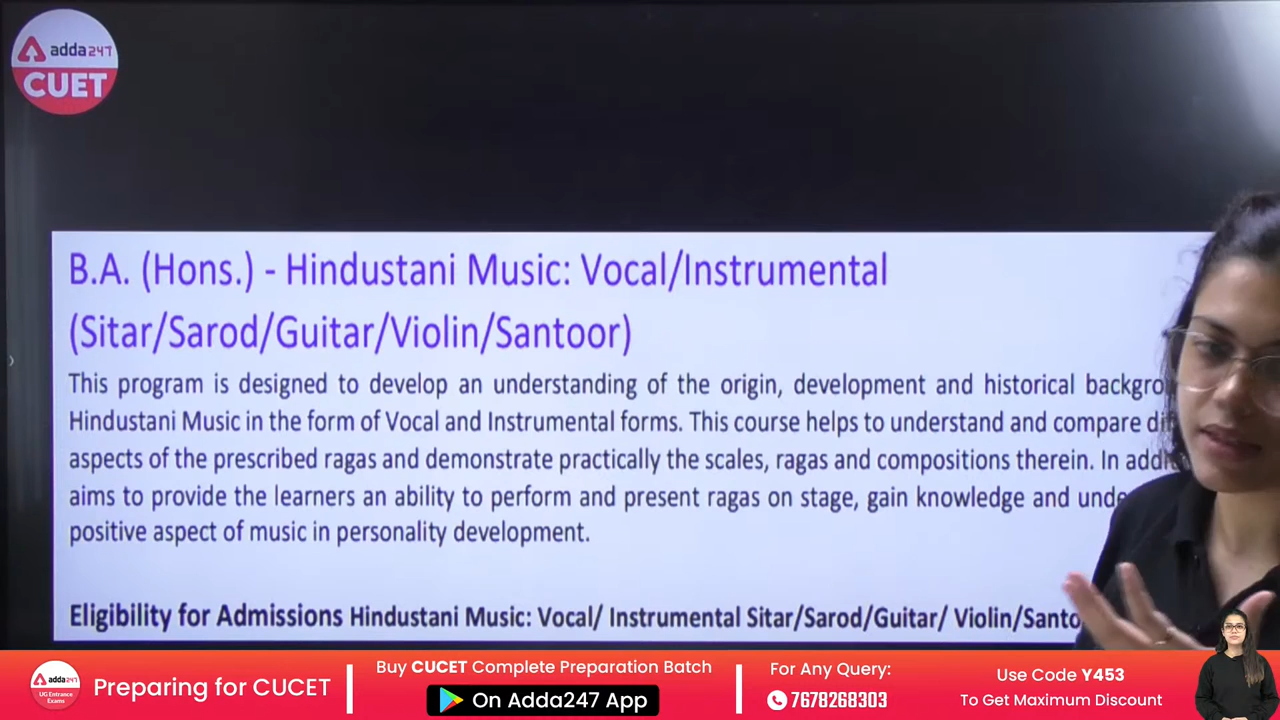 adda247
CUET
B.A. (Hons.) - Hindustani Music: Vocal/Instrumental
(Sitar/Sarod/Guitar/Violin/Santoor)
This program is designed to develop an understanding of the origin, development and historical
Hindustani Music in the form of Vocal and Instrumental forms. This course helps to understand and compare
aspects of the prescribed ragas and demonstrate practically the scales, ragas and compositions therein. In
aims to provide the learners an ability to perform and present ragas on stage, gain knowledge and
positive aspect of music in personality development.
Eligibility for Admissions Hindustani Music: Vocal/ Instrumental Sitar/Sarod/Guitar/ Violin/
adda247
UG Entrance
Exams
Preparing for CUCET
Buy CUCET Complete Preparation Batch
On Adda247 App
For Any Query:
7678268303
Use Code Y453
To Get Maximum Discount